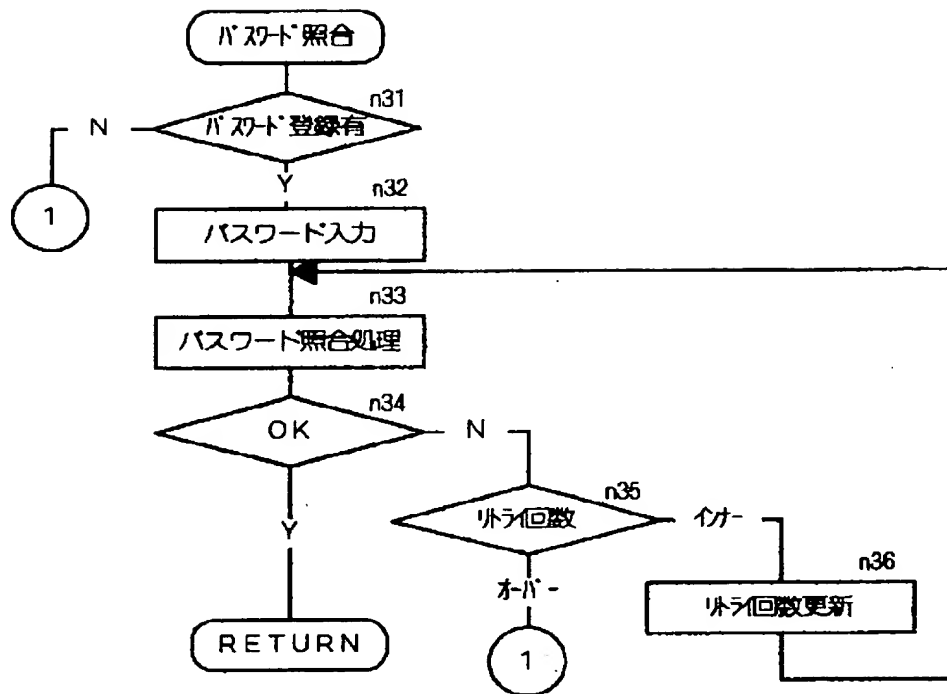 パスワード照合
n31
N
パスワード登録有
Y
1
n32
パスワード入力
n33
パスワード照合処理
n34
OK
N
n35
リトライ回数
インナー
Y
n36
オーバー
リトライ回数更新
RETURN
1